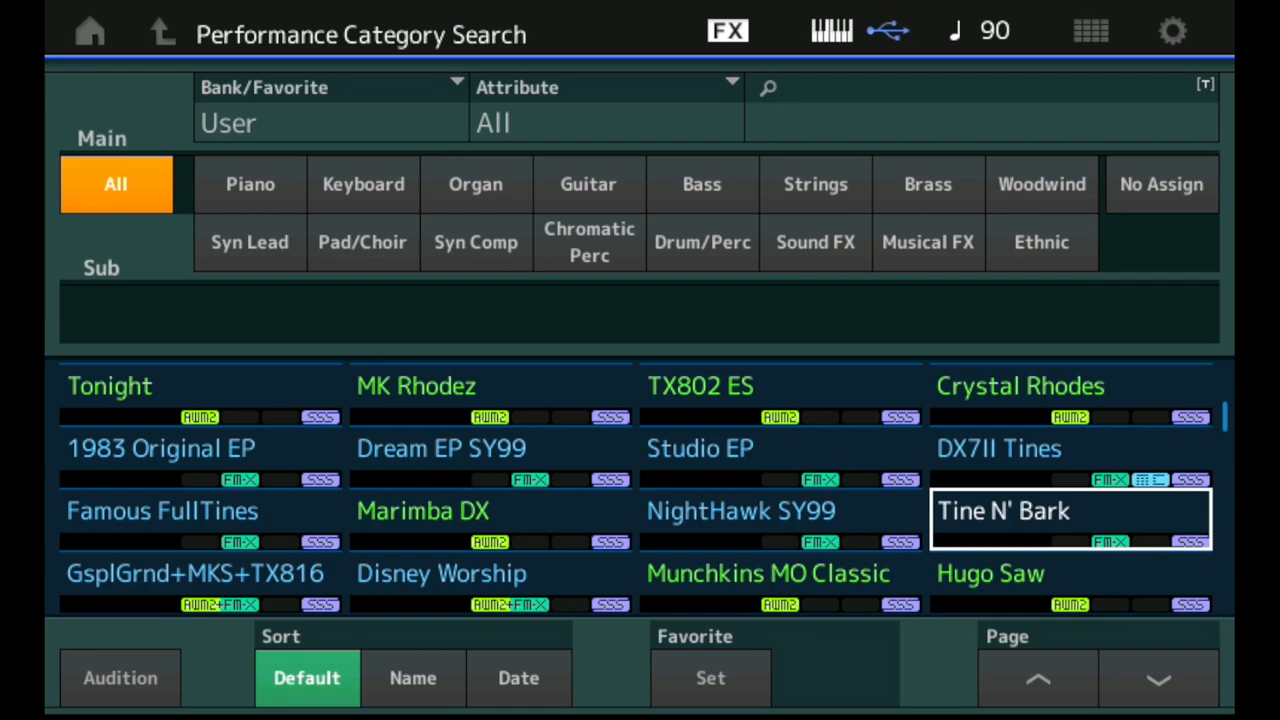 Performance Category Search FX 90
Bank/Favorite Attribute [T]
User All
Main
All Piano Keyboard Organ Guitar Bass Strings Brass Woodwind No Assign
Syn Lead Pad/Choir Syn Comp Chromatic Perc Drum/Perc Sound FX Musical FX Ethnic
Sub
Tonight MK Rhodez TX802 ES Crystal Rhodes
AWM2 SSS AWM2 SSS AWM2 SSS AWM2 SSS
1983 Original EP Dream EP SY99 Studio EP DX7II Tines
FM-X SSS FM-X SSS FM-X SSS FM-X SSS
Famous FullTines Marimba DX NightHawk SY99 Tine N' Bark
FM-X SSS AWM2 SSS FM-X SSS FM-X SSS
GsplGrnd+MKS+TX816 Disney Worship Munchkins MO Classic Hugo Saw
AWM2+FM-X SSS AWM2+FM-X SSS AWM2 SSS AWM2 SSS
Sort Favorite Page
Audition Default Name Date Set